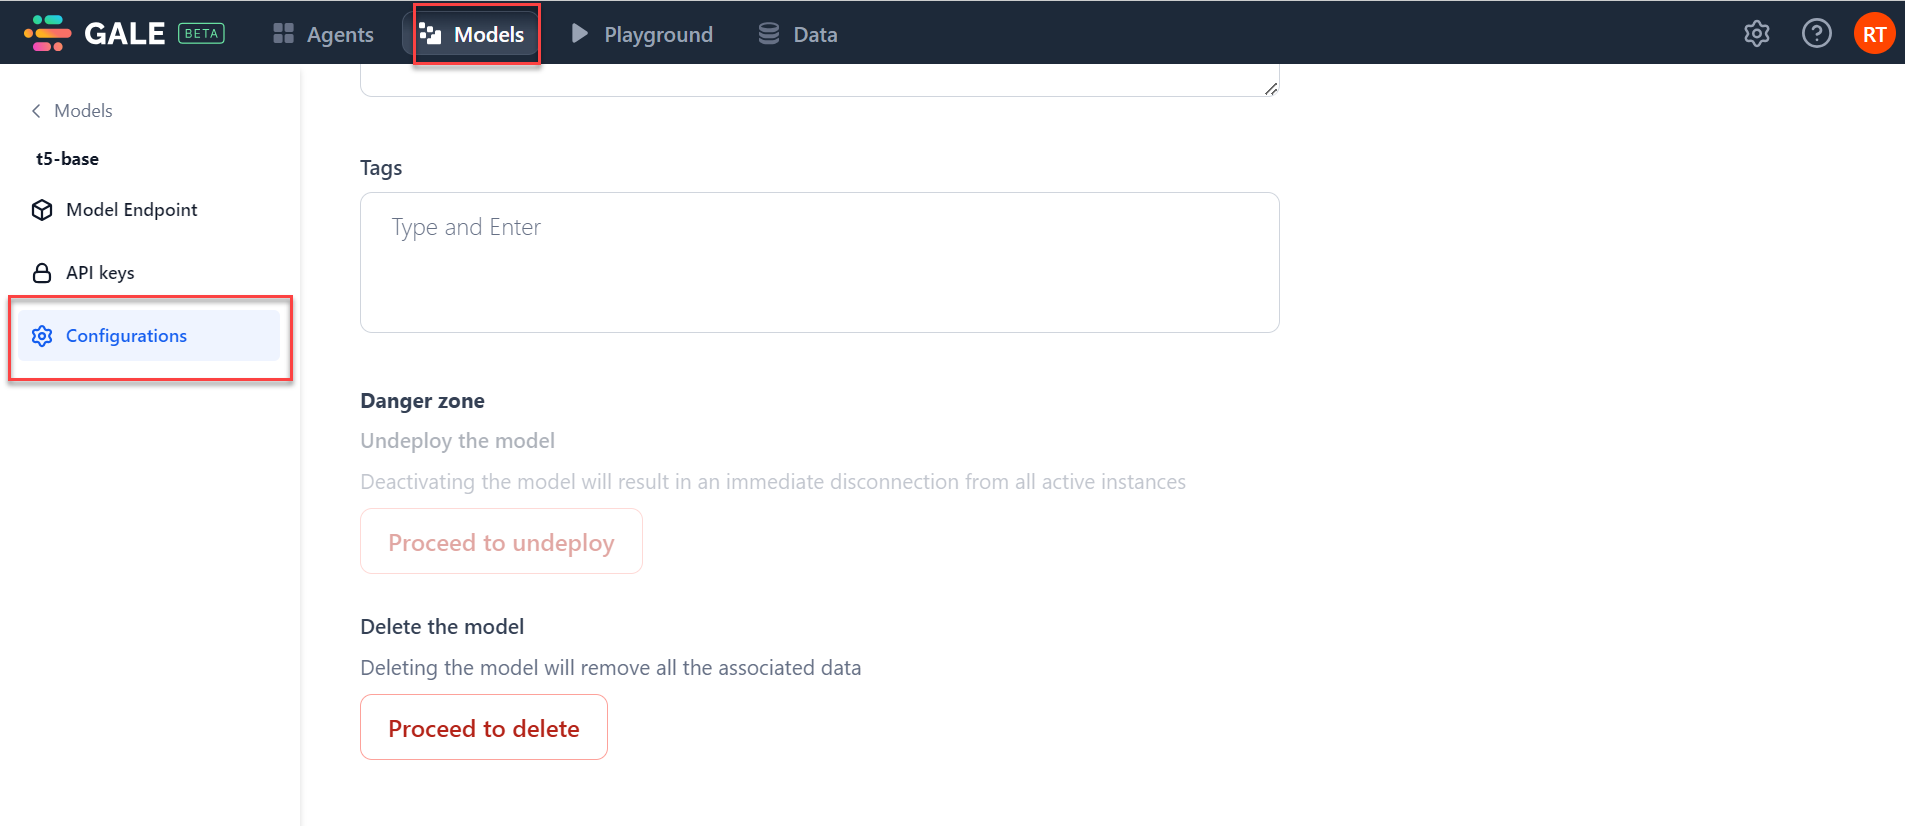 GALE BETA Agents Models Playground Data RT
Models
t5-base
Model Endpoint
API keys
Configurations
Tags
Type and Enter
Danger zone
Undeploy the model
Deactivating the model will result in an immediate disconnection from all active instances
Proceed to undeploy
Delete the model
Deleting the model will remove all the associated data
Proceed to delete